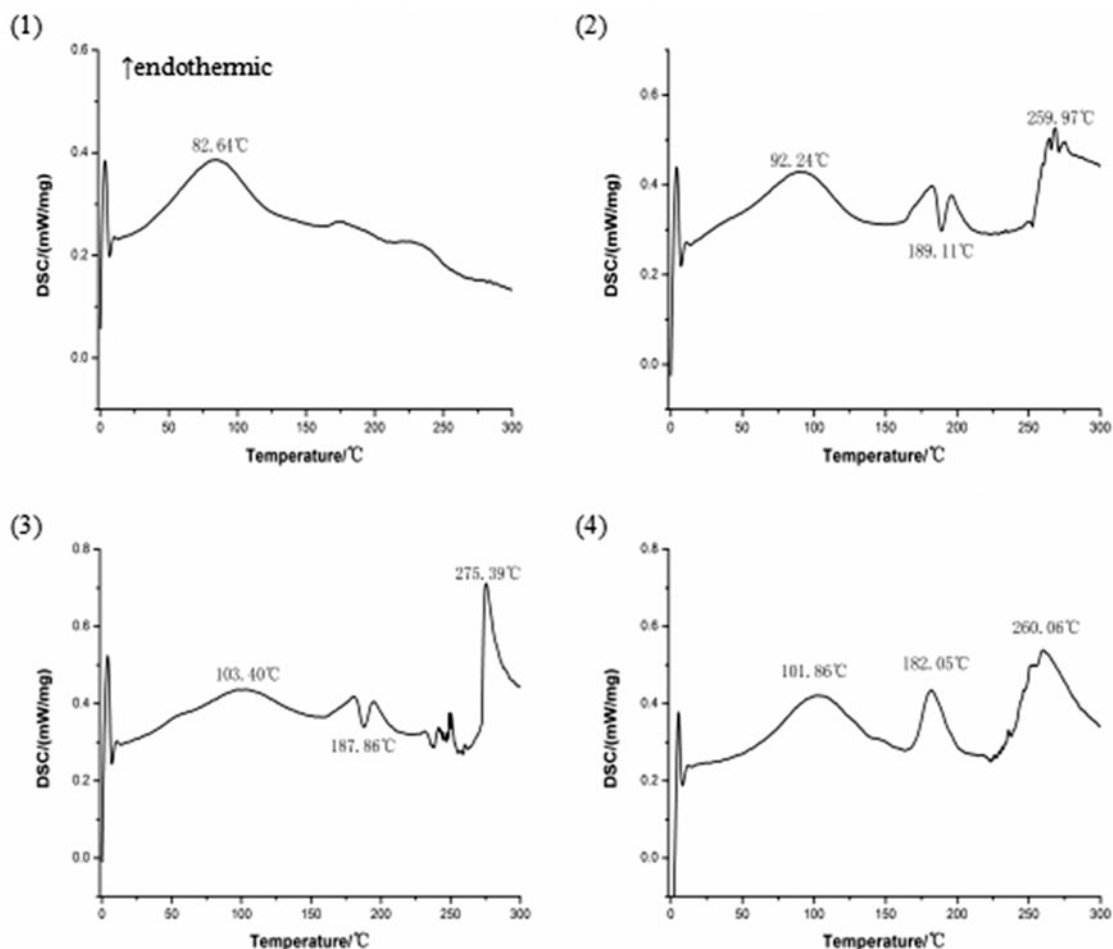 (1)
↑endothermic
82.64℃
0.6
0.4
0.2
0.0
DSC/(mW/mg)
0 50 100 150 200 250 300
Temperature/℃
(2)
259.97℃
92.24℃
189.11℃
0.6
0.4
0.2
0.0
DSC/(mW/mg)
0 50 100 150 200 250 300
Temperature/℃
(3)
275.39℃
103.40℃
187.86℃
0.8
0.6
0.4
0.2
0.0
DSC/(mW/mg)
0 50 100 150 200 250 300
Temperature/℃
(4)
260.06℃
182.05℃
101.86℃
0.8
0.6
0.4
0.2
0.0
DSC/(mW/mg)
0 50 100 150 200 250 300
Temperature/℃